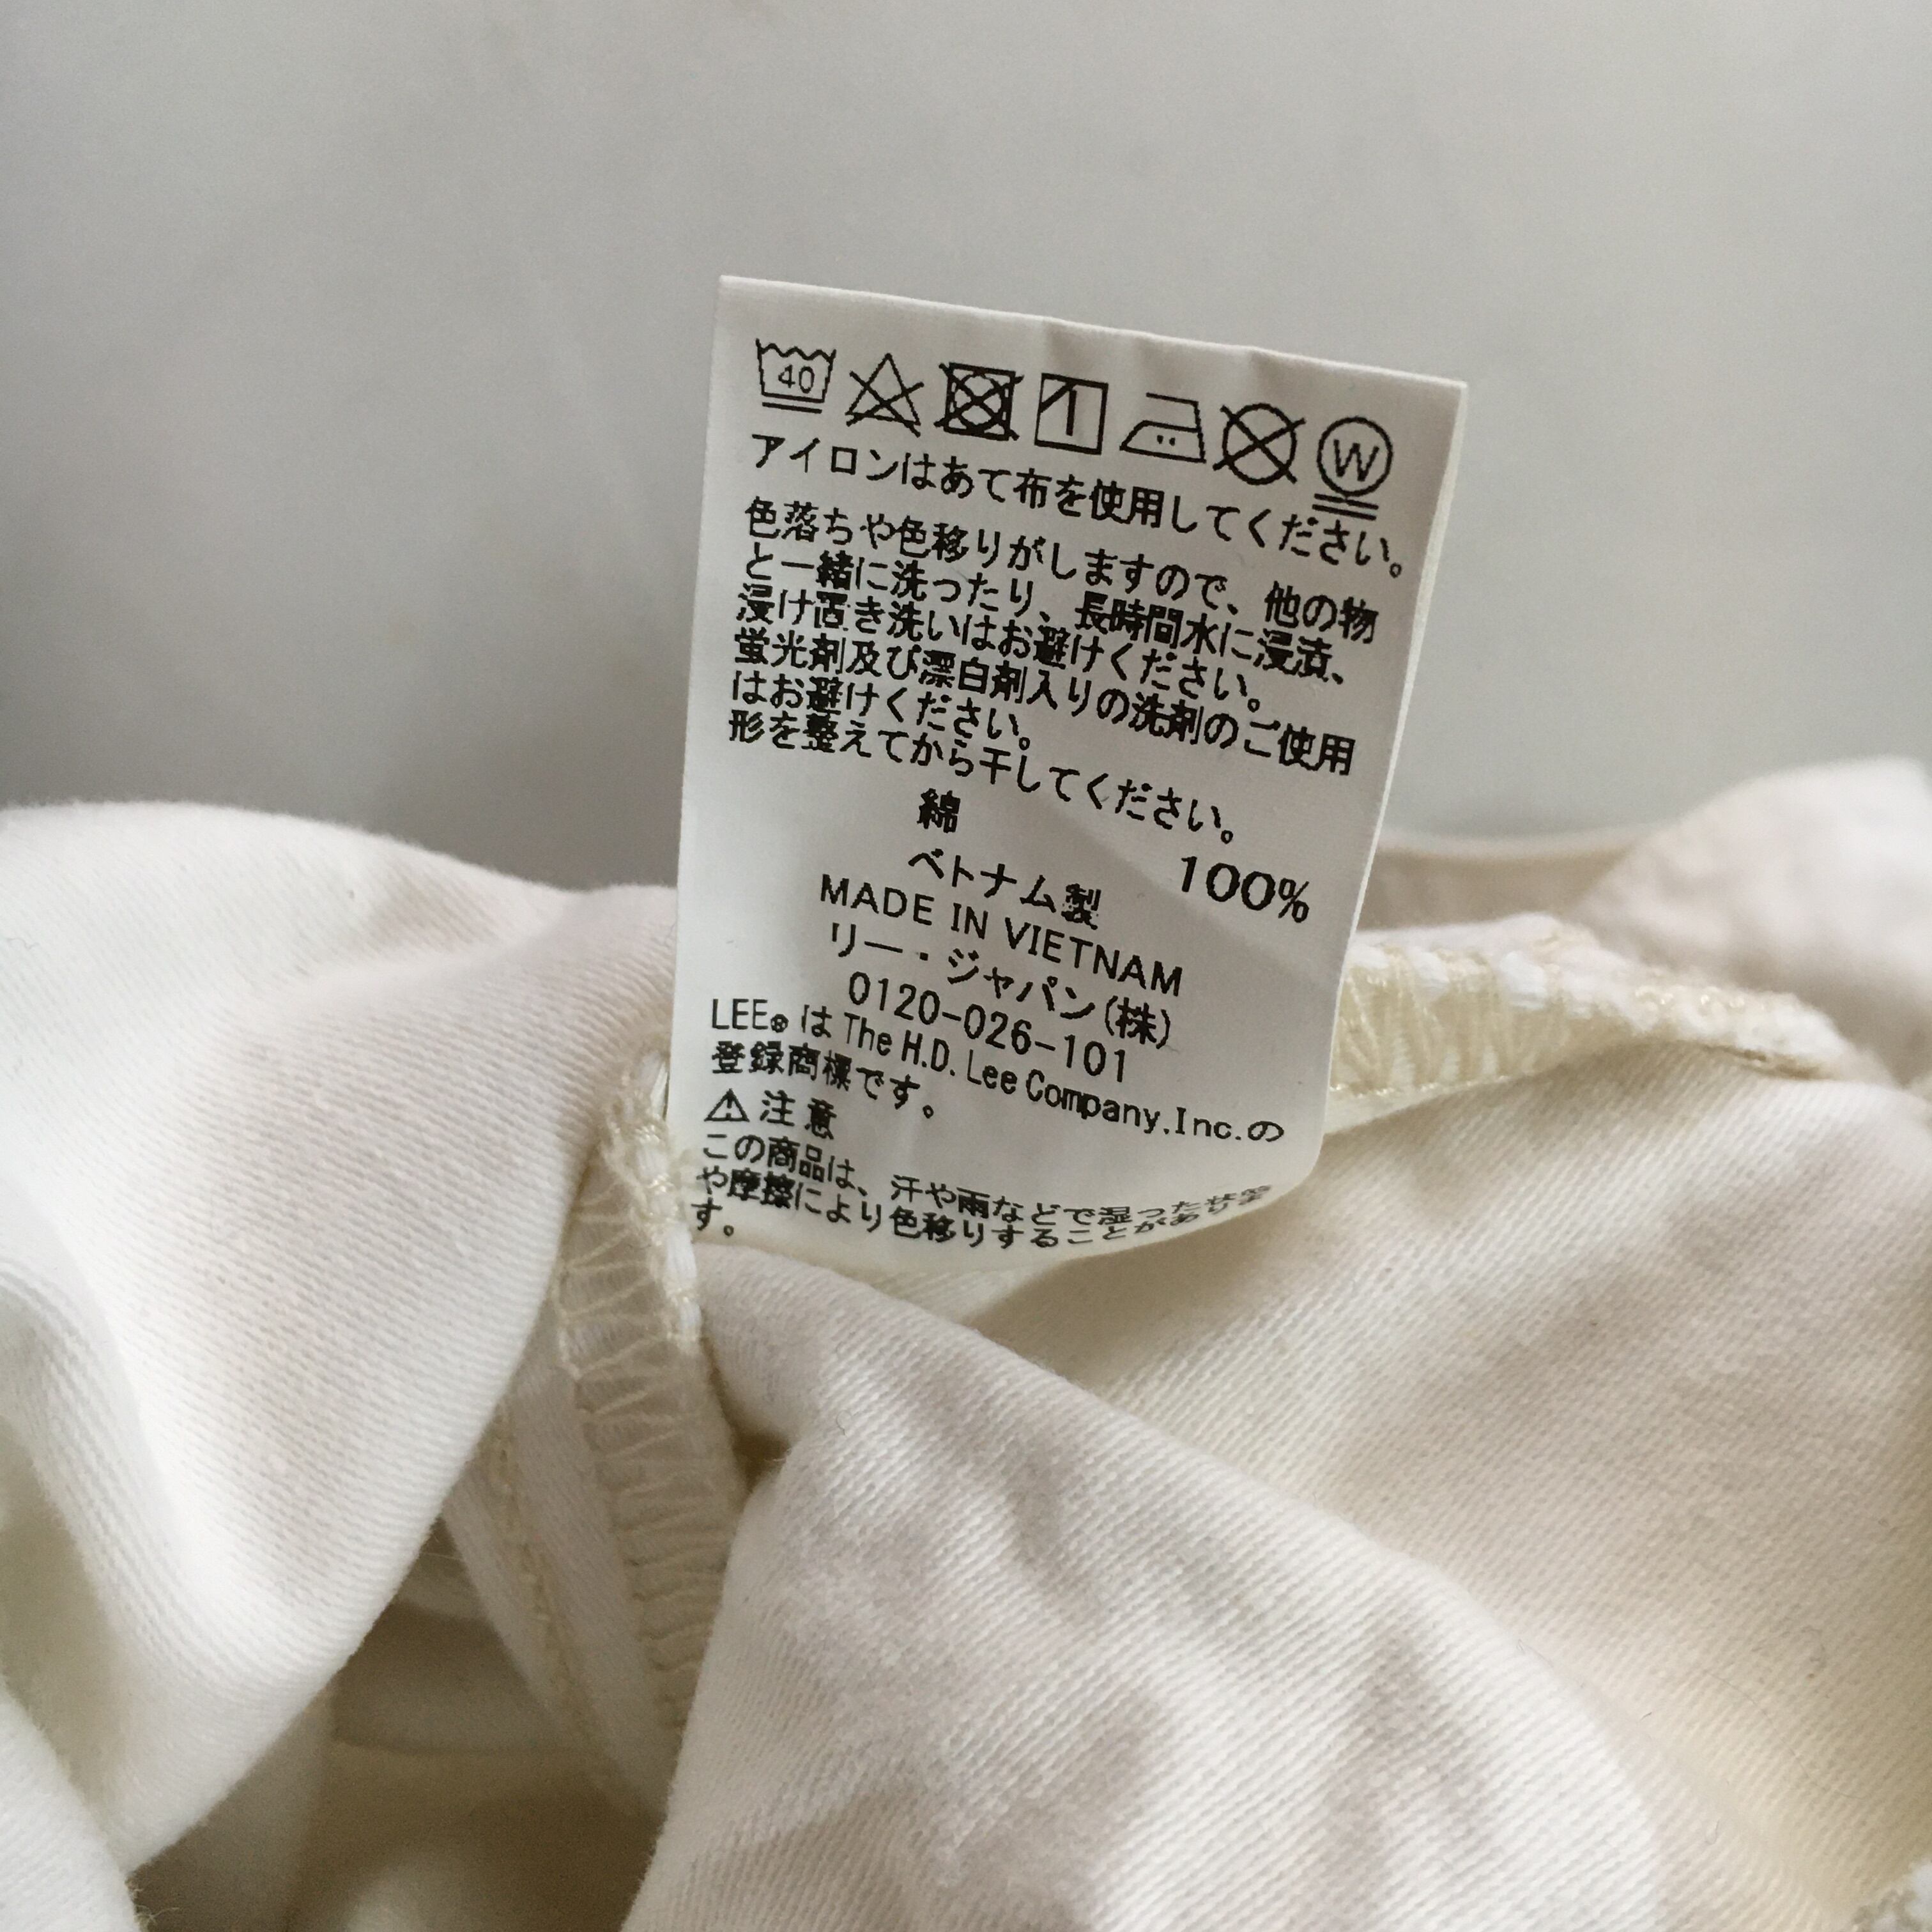 40
W
アイロンはあて布を使用してください。
色落ちや色移りがしますので、他の物
と一緒に洗ったり、長時間水に浸漬、
浸け置き洗いはお避けください。
蛍光剤及び漂白剤入りの洗剤のご使用
はお避けください。
形を整えてから干してください。
綿 100%
ベトナム製
MADE IN VIETNAM
リー・ジャパン(株)
0120-026-101
LEE® は The H.D. Lee Company,Inc.の
登録商標です。
⚠注意
この商品は、汗や雨などで湿った状態
や摩擦により色移りすることがありま
す。